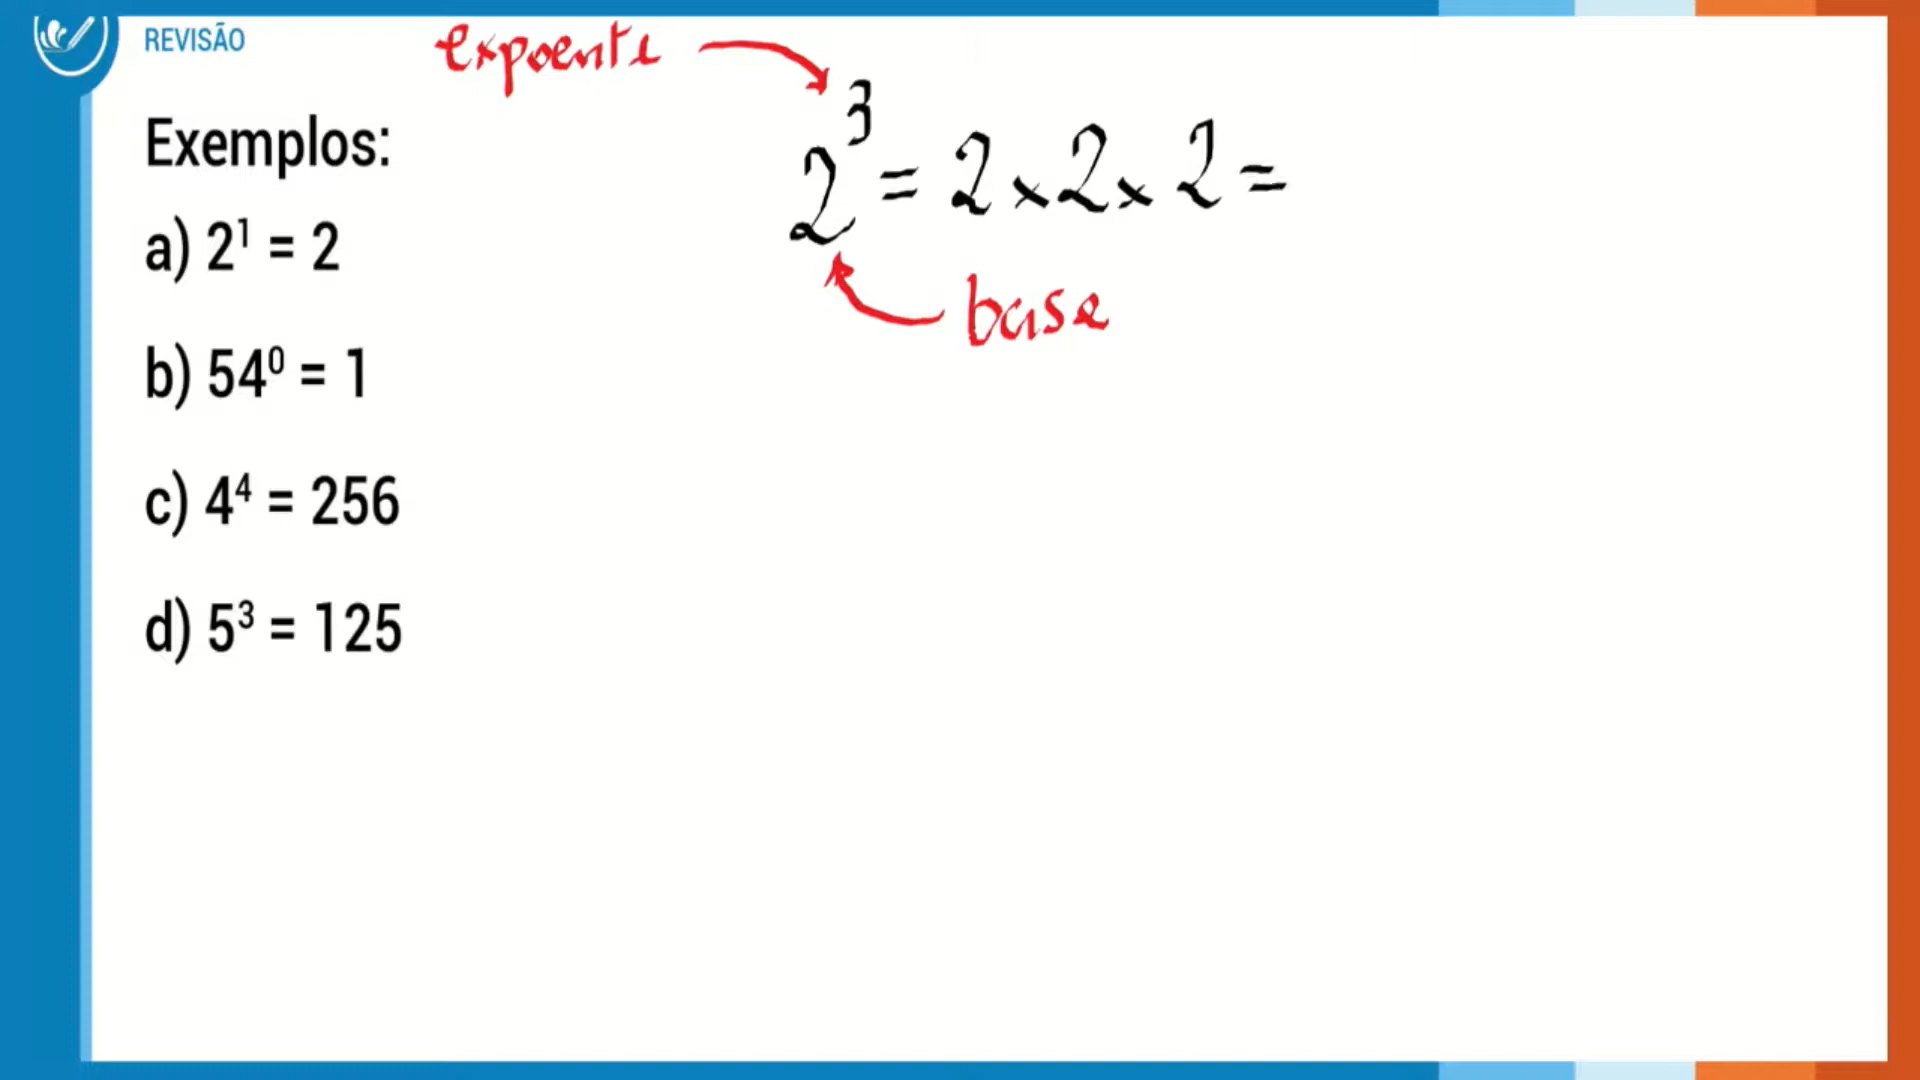 REVISÃO
expoente
2³ = 2 x 2 x 2 =
base
Exemplos:
a) 2¹ = 2
b) 54⁰ = 1
c) 4⁴ = 256
d) 5³ = 125